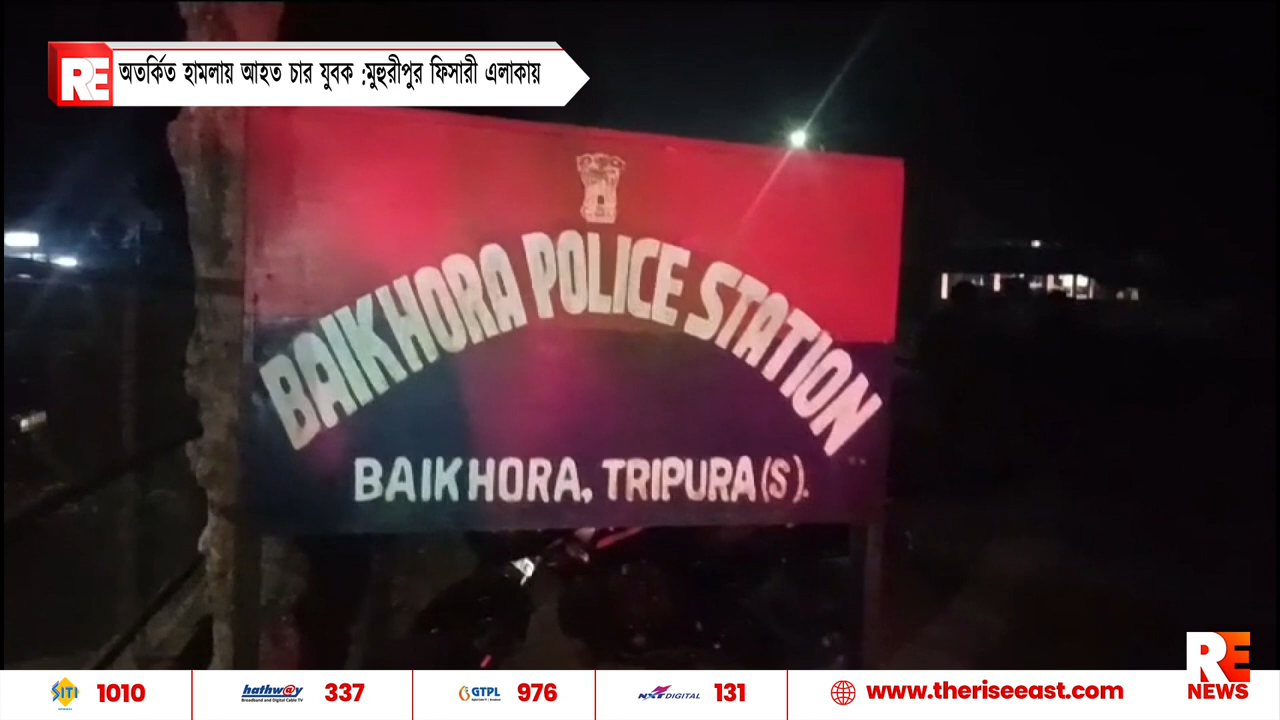 RE
অতর্কিত হামলায় আহত চার যুবক :মুহুরীপুর ফিসারী এলাকায়
BAIKHORA POLICE STATION
BAIKHORA, TRIPURA (S).
SITI 1010
hathway 337
GTPL 976
NXT DIGITAL 131
www.theriseeast.com
RE
NEWS